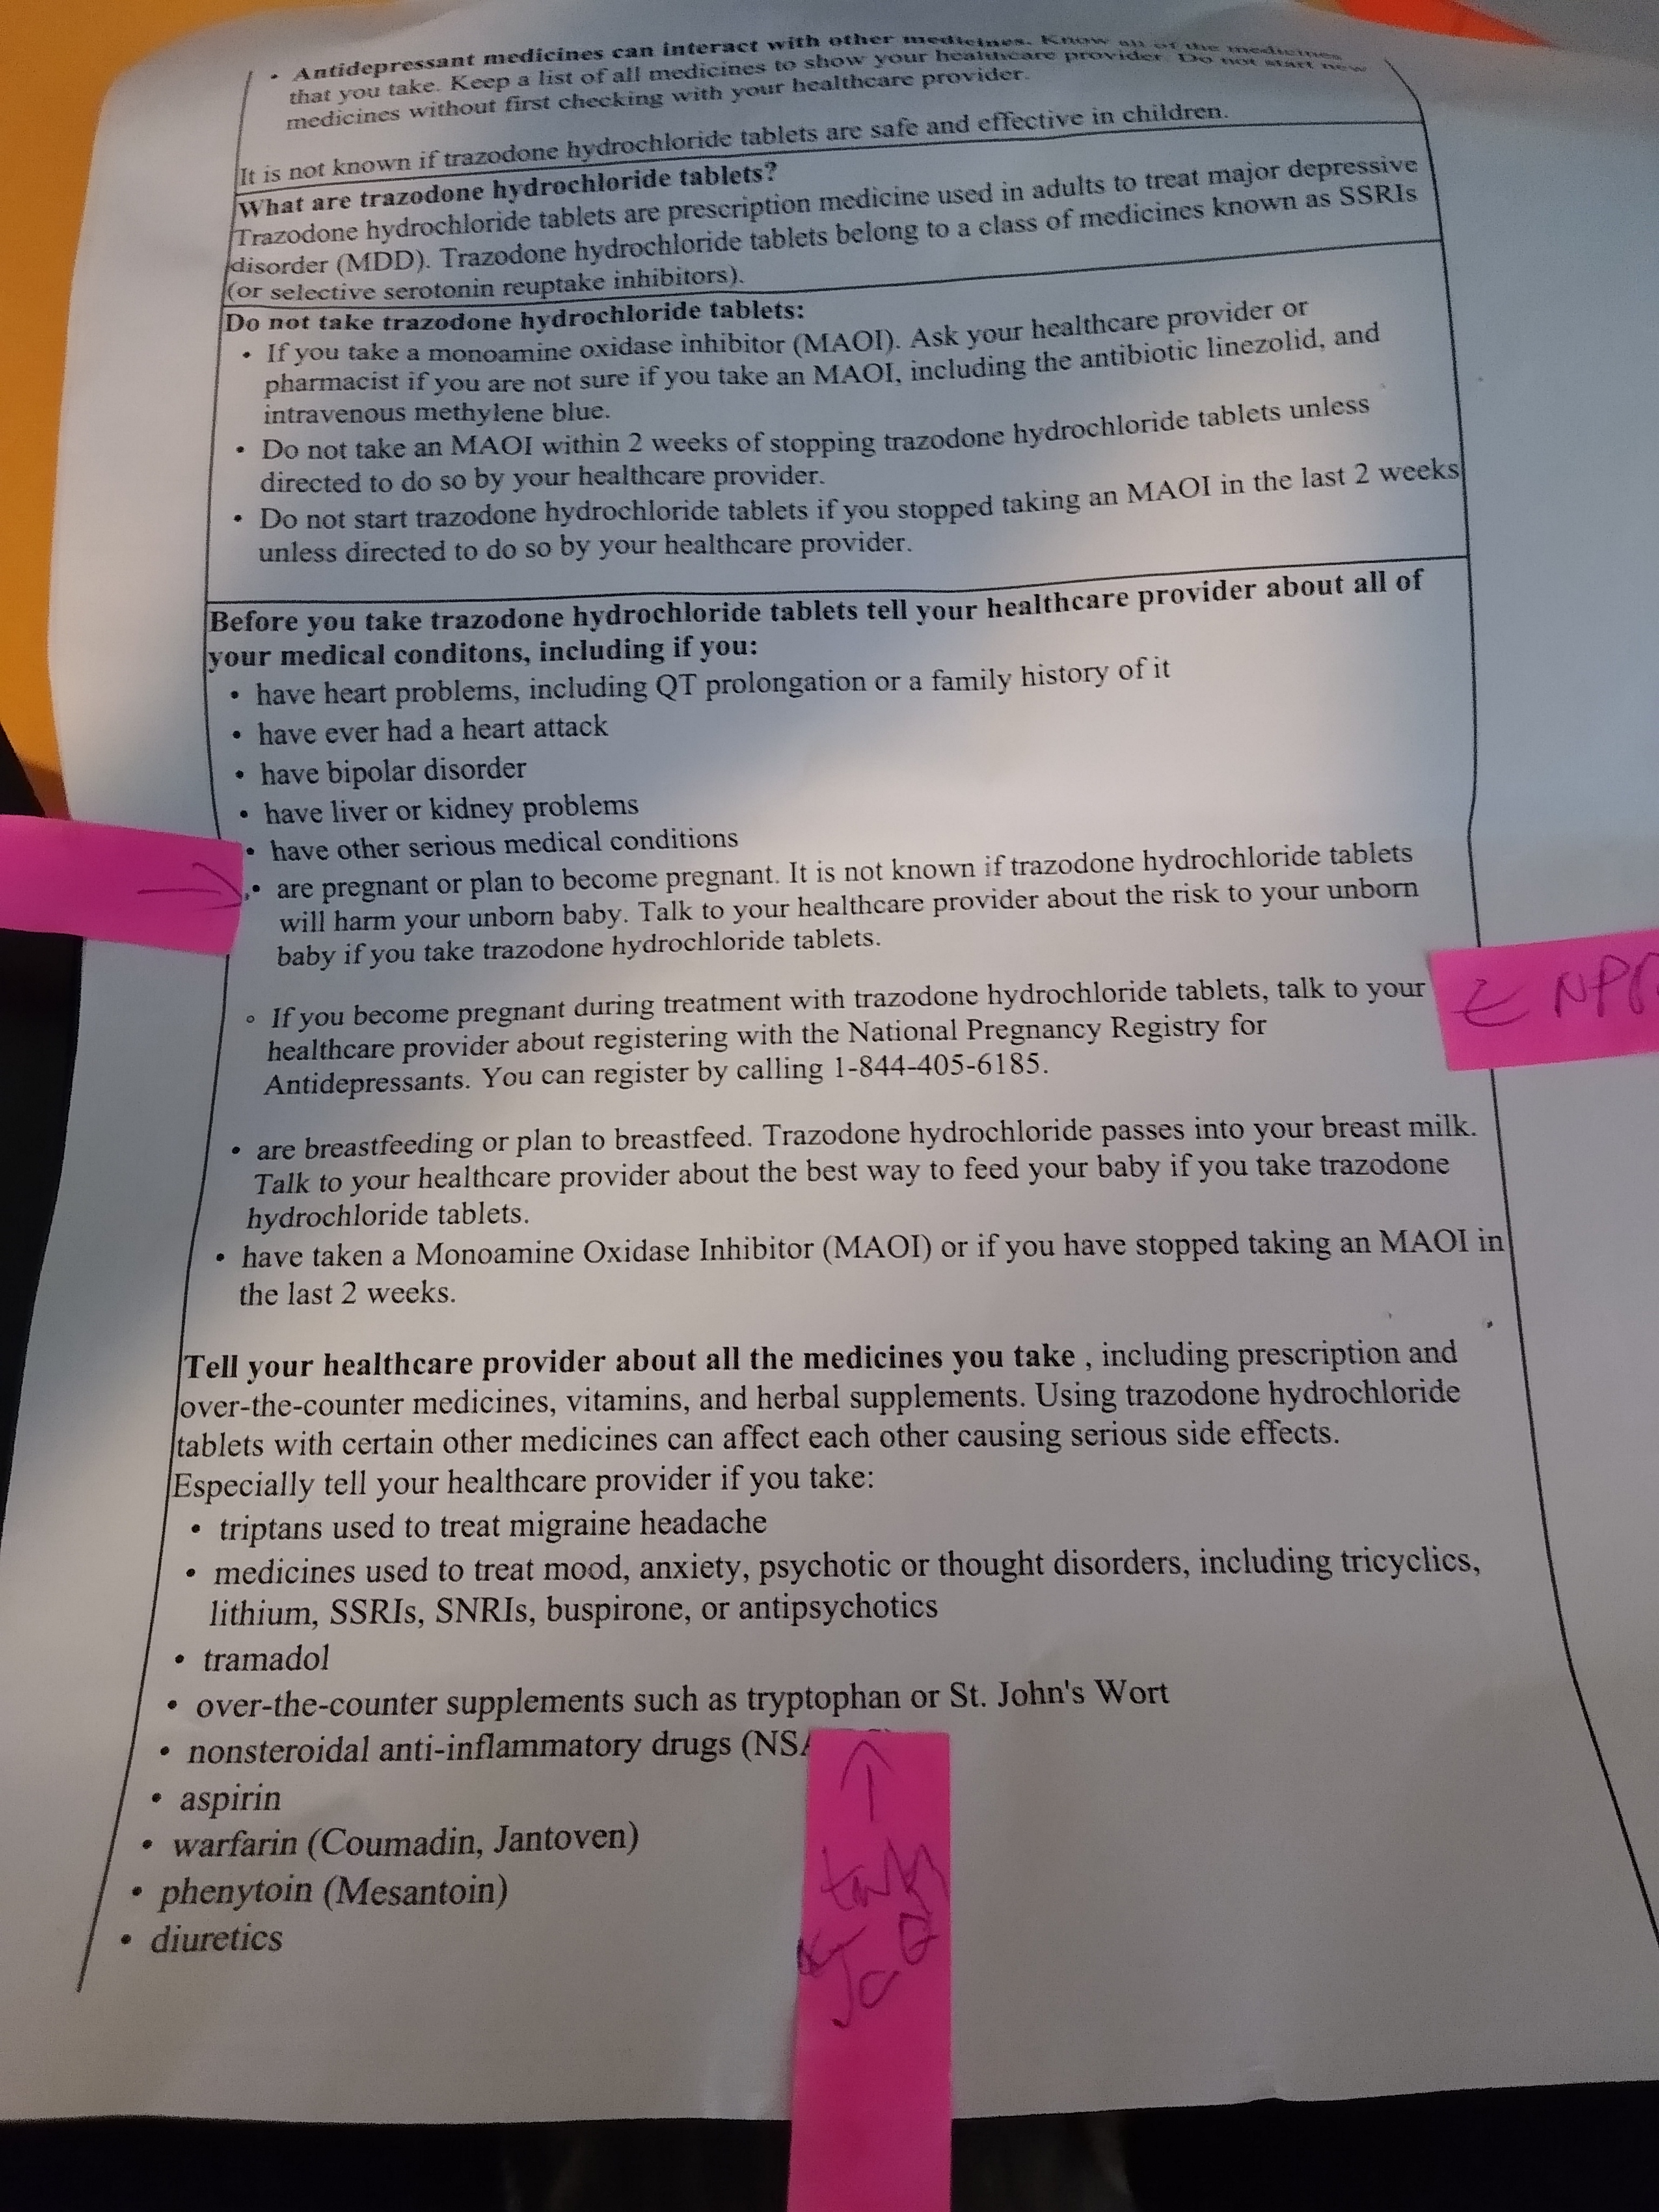 • Antidepressant medicines can interact with other medicines. Know all of the medicines
that you take. Keep a list of all medicines to show your healthcare provider. Do not start new
medicines without first checking with your healthcare provider.
It is not known if trazodone hydrochloride tablets are safe and effective in children.
What are trazodone hydrochloride tablets?
Trazodone hydrochloride tablets are prescription medicine used in adults to treat major depressive
disorder (MDD). Trazodone hydrochloride tablets belong to a class of medicines known as SSRIs
(or selective serotonin reuptake inhibitors).
Do not take trazodone hydrochloride tablets:
• If you take a monoamine oxidase inhibitor (MAOI). Ask your healthcare provider or
pharmacist if you are not sure if you take an MAOI, including the antibiotic linezolid, and
intravenous methylene blue.
• Do not take an MAOI within 2 weeks of stopping trazodone hydrochloride tablets unless
directed to do so by your healthcare provider.
• Do not start trazodone hydrochloride tablets if you stopped taking an MAOI in the last 2 weeks
unless directed to do so by your healthcare provider.
Before you take trazodone hydrochloride tablets tell your healthcare provider about all of
your medical conditons, including if you:
• have heart problems, including QT prolongation or a family history of it
• have ever had a heart attack
• have bipolar disorder
• have liver or kidney problems
• have other serious medical conditions
• are pregnant or plan to become pregnant. It is not known if trazodone hydrochloride tablets
will harm your unborn baby. Talk to your healthcare provider about the risk to your unborn
baby if you take trazodone hydrochloride tablets.
◦ If you become pregnant during treatment with trazodone hydrochloride tablets, talk to your
healthcare provider about registering with the National Pregnancy Registry for
Antidepressants. You can register by calling 1-844-405-6185.
• are breastfeeding or plan to breastfeed. Trazodone hydrochloride passes into your breast milk.
Talk to your healthcare provider about the best way to feed your baby if you take trazodone
hydrochloride tablets.
• have taken a Monoamine Oxidase Inhibitor (MAOI) or if you have stopped taking an MAOI in
the last 2 weeks.
Tell your healthcare provider about all the medicines you take , including prescription and
over-the-counter medicines, vitamins, and herbal supplements. Using trazodone hydrochloride
tablets with certain other medicines can affect each other causing serious side effects.
Especially tell your healthcare provider if you take:
• triptans used to treat migraine headache
• medicines used to treat mood, anxiety, psychotic or thought disorders, including tricyclics,
lithium, SSRIs, SNRIs, buspirone, or antipsychotics
• tramadol
• over-the-counter supplements such as tryptophan or St. John's Wort
• nonsteroidal anti-inflammatory drugs
• aspirin
• warfarin (Coumadin, Jantoven)
• phenytoin (Mesantoin)
• diuretics